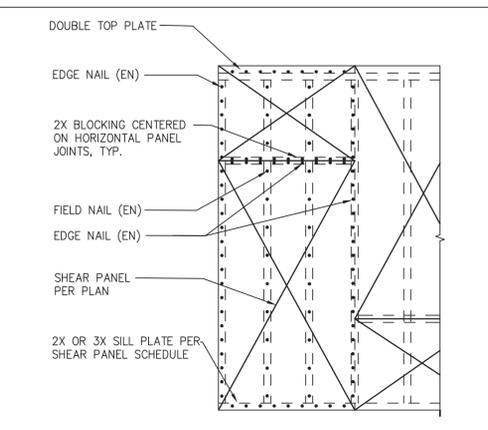 DOUBLE TOP PLATE
EDGE NAIL (EN)
2X BLOCKING CENTERED
ON HORIZONTAL PANEL
JOINTS, TYP.
FIELD NAIL (EN)
EDGE NAIL (EN)
SHEAR PANEL
PER PLAN
2X OR 3X SILL PLATE PER
SHEAR PANEL SCHEDULE